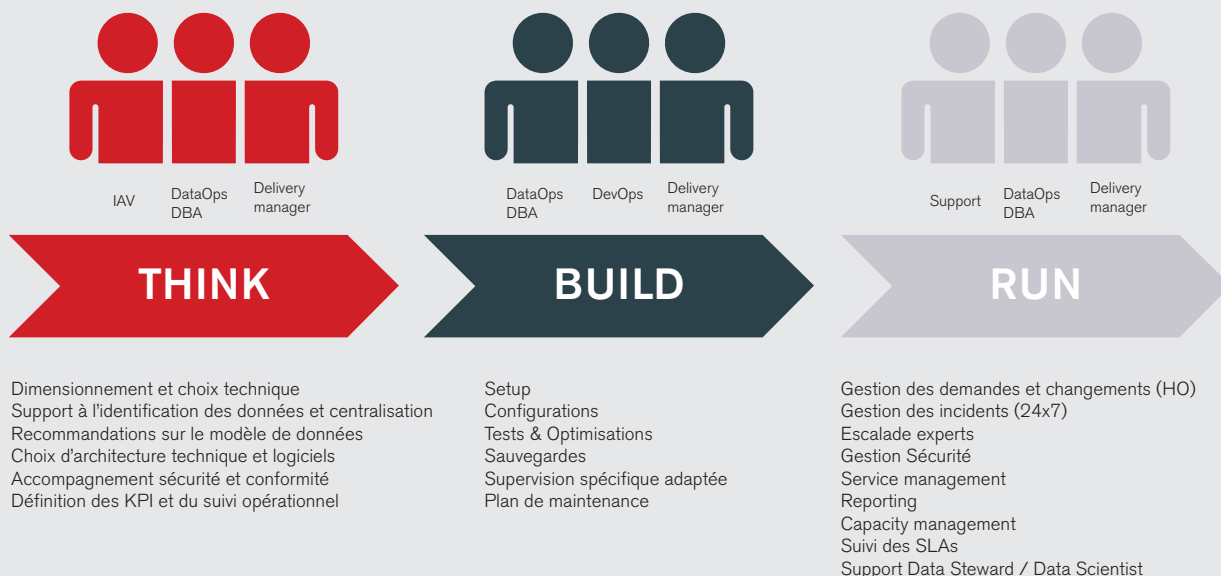 IAV
DataOps
DBA
Delivery
manager
DataOps
DBA
DevOps
Delivery
manager
Support
DataOps
DBA
Delivery
manager
THINK
BUILD
RUN
Dimensionnement et choix technique
Support à l'identification des données et centralisation
Recommandations sur le modèle de données
Choix d'architecture technique et logiciels
Accompagnement sécurité et conformité
Définition des KPI et du suivi opérationnel
Setup
Configurations
Tests & Optimisations
Sauvegardes
Supervision spécifique adaptée
Plan de maintenance
Gestion des demandes et changements (HO)
Gestion des incidents (24x7)
Escalade experts
Gestion Sécurité
Service management
Reporting
Capacity management
Suivi des SLAs
Support Data Steward / Data Scientist